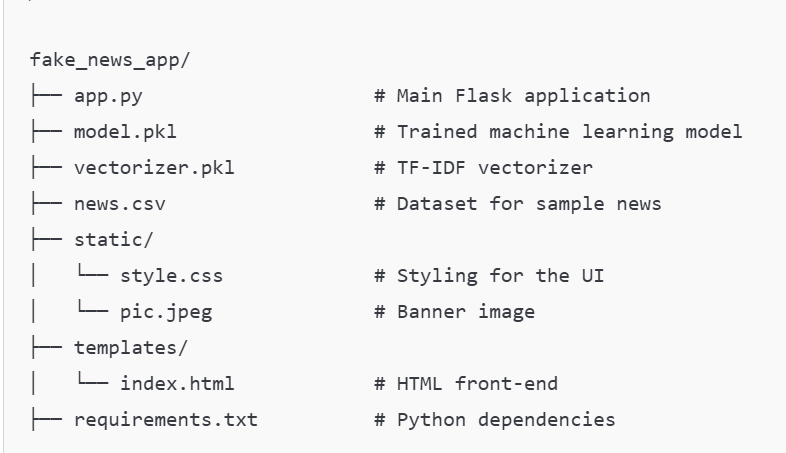 fake_news_app/
├── app.py                    # Main Flask application
├── model.pkl                 # Trained machine learning model
├── vectorizer.pkl            # TF-IDF vectorizer
├── news.csv                  # Dataset for sample news
├── static/
│   └── style.css             # Styling for the UI
│   └── pic.jpeg              # Banner image
├── templates/
│   └── index.html            # HTML front-end
├── requirements.txt          # Python dependencies